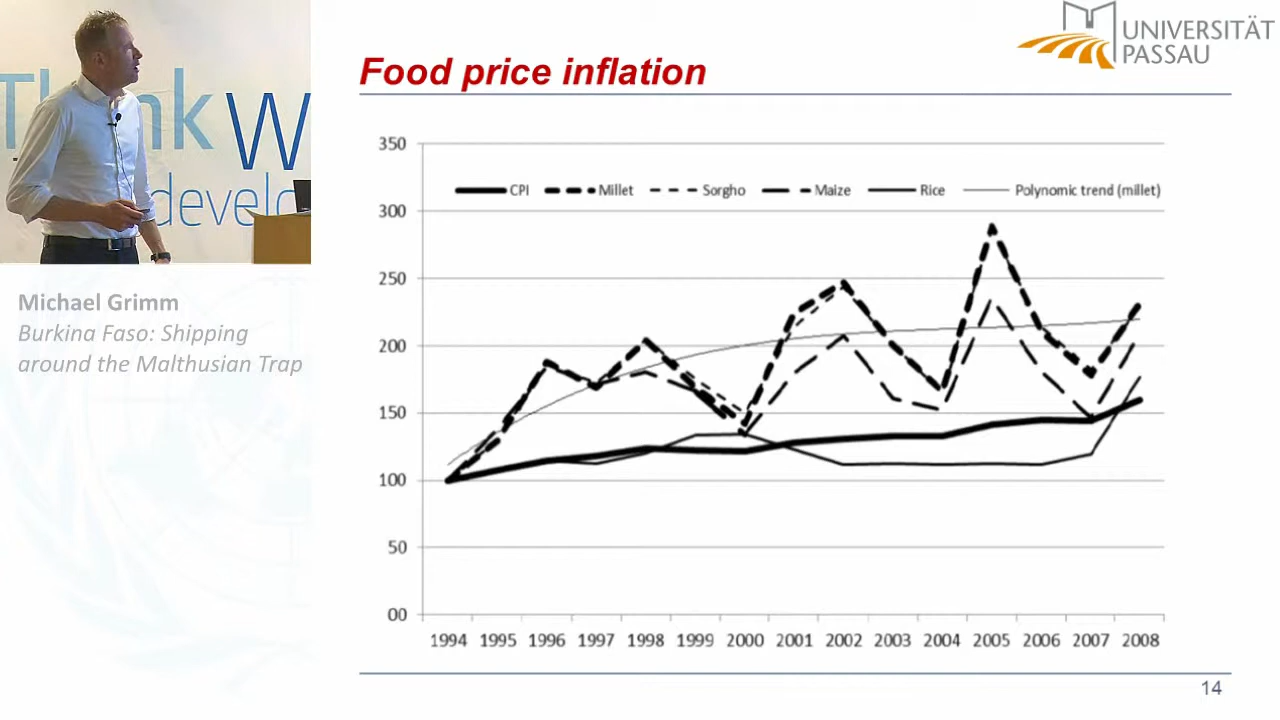 Think W
develo
Michael Grimm
Burkina Faso: Shipping
around the Malthusian Trap
UNIVERSITÄT
PASSAU
Food price inflation
350
300
250
200
150
100
50
00
CPI Millet Sorgho Maize Rice Polynomic trend (millet)
1994 1995 1996 1997 1998 1999 2000 2001 2002 2003 2004 2005 2006 2007 2008
14